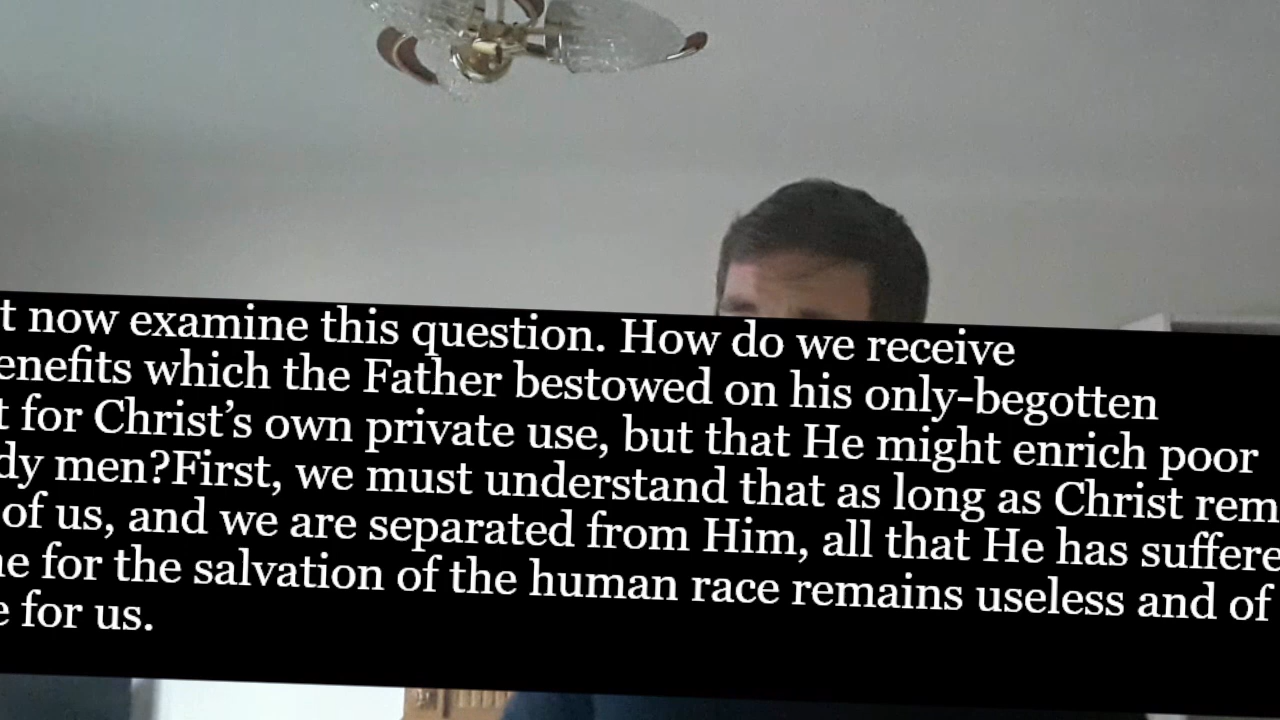 t now examine this question. How do we receive
enefits which the Father bestowed on his only-begotten
t for Christ’s own private use, but that He might enrich poor
dy men?First, we must understand that as long as Christ rem
of us, and we are separated from Him, all that He has suffere
e for the salvation of the human race remains useless and of
e for us.